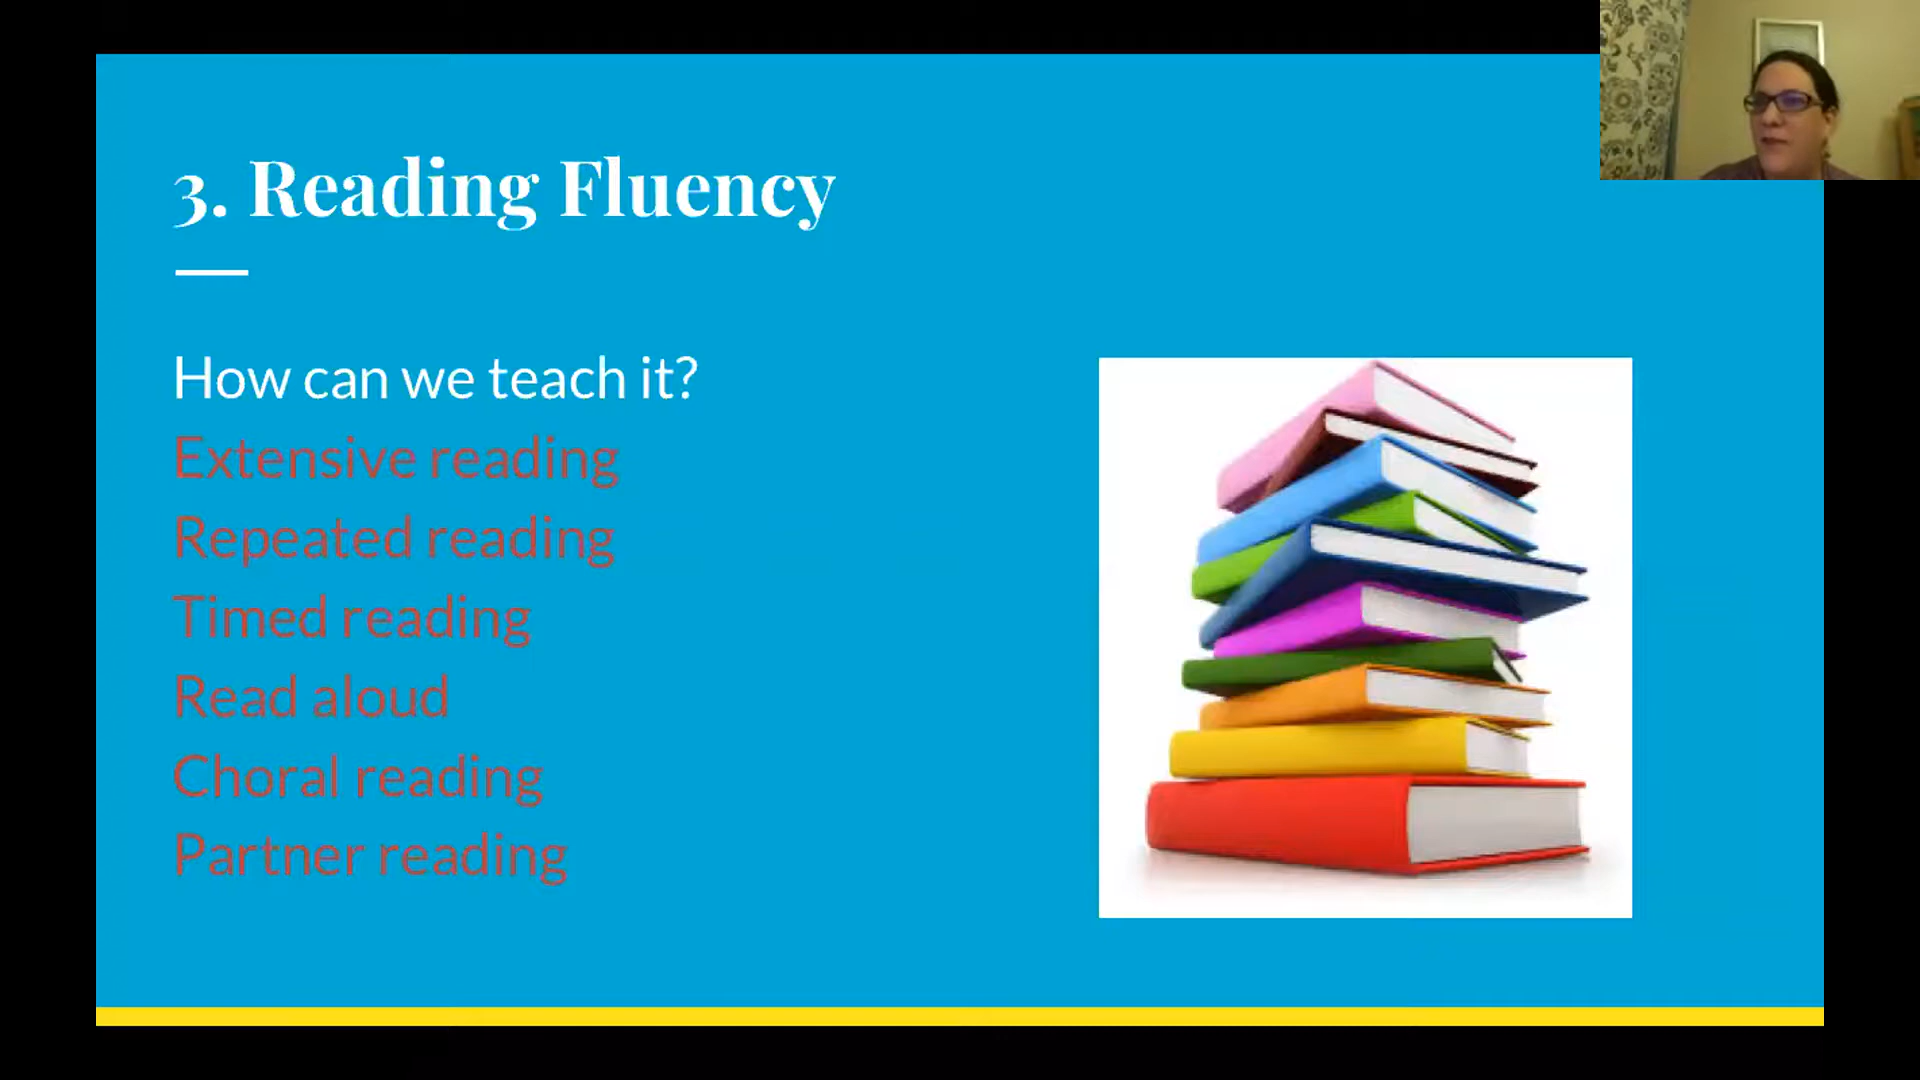 3. Reading Fluency
How can we teach it?
Extensive reading
Repeated reading
Timed reading
Read aloud
Choral reading
Partner reading